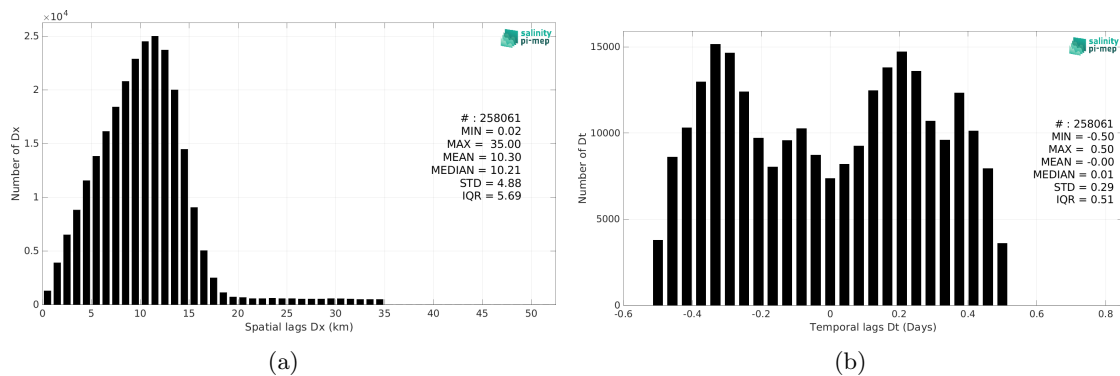 ×10⁴
2.5
2
1.5
1
0.5
0
0 5 10 15 20 25 30 35 40 45 50
Number of Dx
Spatial lags Dx (km)
salinity
pi-mep
# : 258061
MIN = 0.02
MAX = 35.00
MEAN = 10.30
MEDIAN = 10.21
STD = 4.88
IQR = 5.69
(a)
15000
10000
5000
0
-0.6 -0.4 -0.2 0 0.2 0.4 0.6 0.8
Number of Dt
Temporal lags Dt (Days)
salinity
pi-mep
# : 258061
MIN = -0.50
MAX = 0.50
MEAN = -0.00
MEDIAN = 0.01
STD = 0.29
IQR = 0.51
(b)